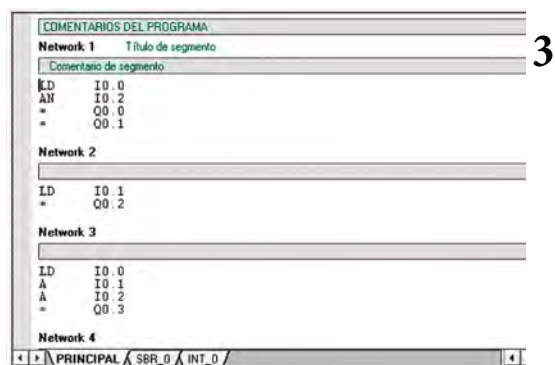 COMENTARIOS DEL PROGRAMA
Network 1 Título de segmento
3
Comentario de segmento
LD I0.0
AN I0.2
= Q0.0
= Q0.1
Network 2
LD I0.1
= Q0.2
Network 3
LD I0.0
A I0.1
A I0.2
= Q0.3
Network 4
PRINCIPAL SBR_0 INT_0